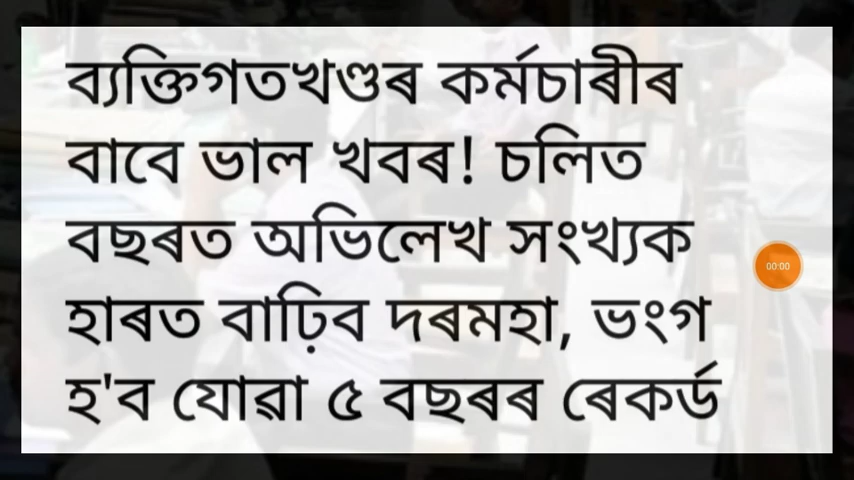 ব্যক্তিগতখণ্ডৰ কৰ্মচাৰীৰ
বাবে ভাল খবৰ! চলিত
বছৰত অভিলেখ সংখ্যক
হাৰত বাঢ়িব দৰমহা, ভংগ
হ'ব যোৱা ৫ বছৰৰ ৰেকৰ্ড
00:00